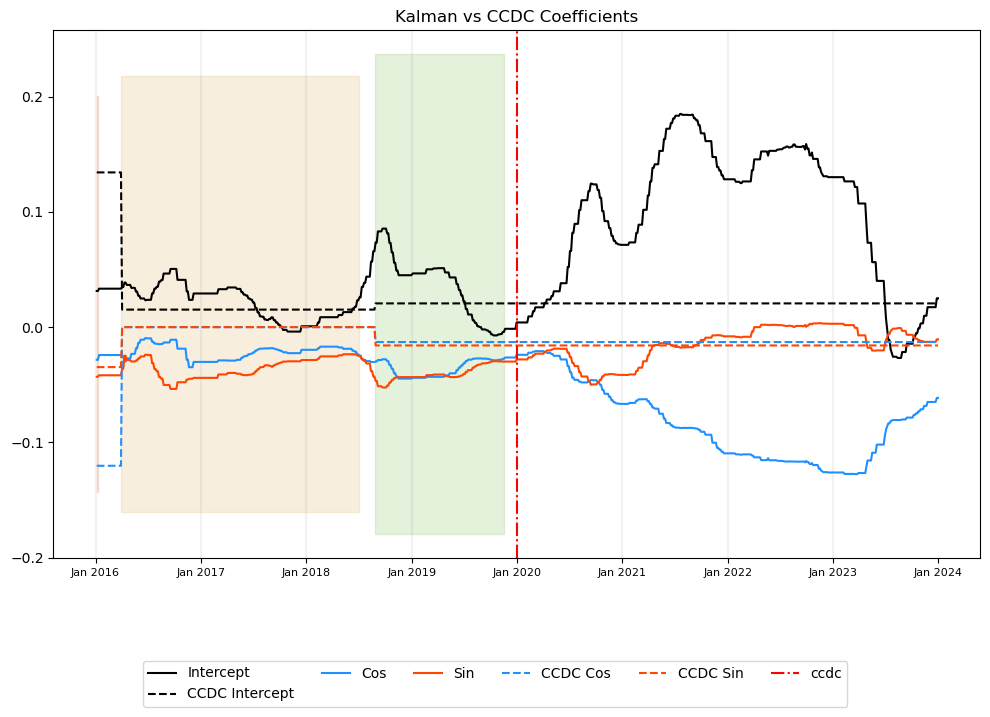 Kalman vs CCDC Coefficients
0.2
0.1
0.0
−0.1
−0.2
Jan 2016 Jan 2017 Jan 2018 Jan 2019 Jan 2020 Jan 2021 Jan 2022 Jan 2023 Jan 2024
Intercept Cos Sin CCDC Cos CCDC Sin ccdc
CCDC Intercept